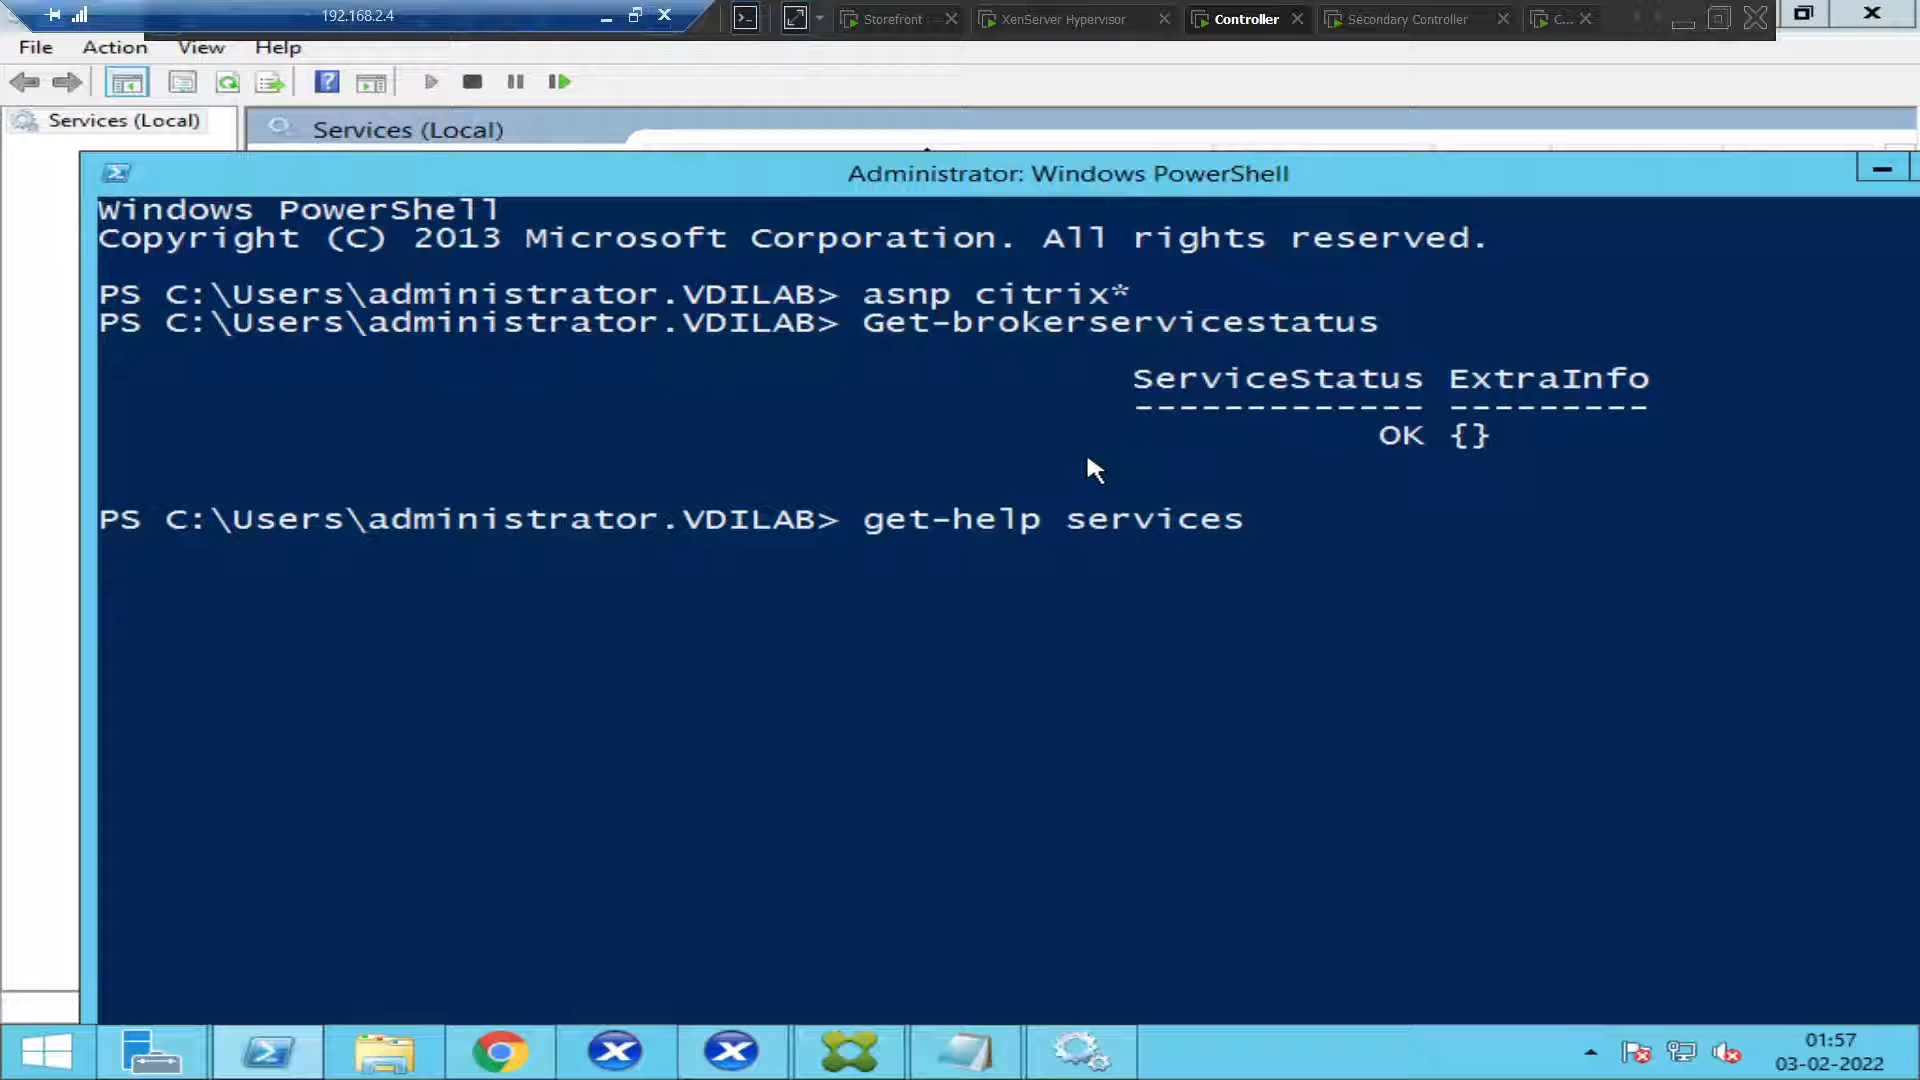 192.168.2.4
Storefront
XenServer Hypervisor
Controller
Secondary Controller
C...
File Action View Help
Services (Local)
Services (Local)
Administrator: Windows PowerShell
Windows PowerShell
Copyright (C) 2013 Microsoft Corporation. All rights reserved.
PS C:\Users\administrator.VDILAB> asnp citrix*
PS C:\Users\administrator.VDILAB> Get-brokerservicestatus
ServiceStatus ExtraInfo
------------- ---------
OK {}
PS C:\Users\administrator.VDILAB> get-help services
01:57
03-02-2022